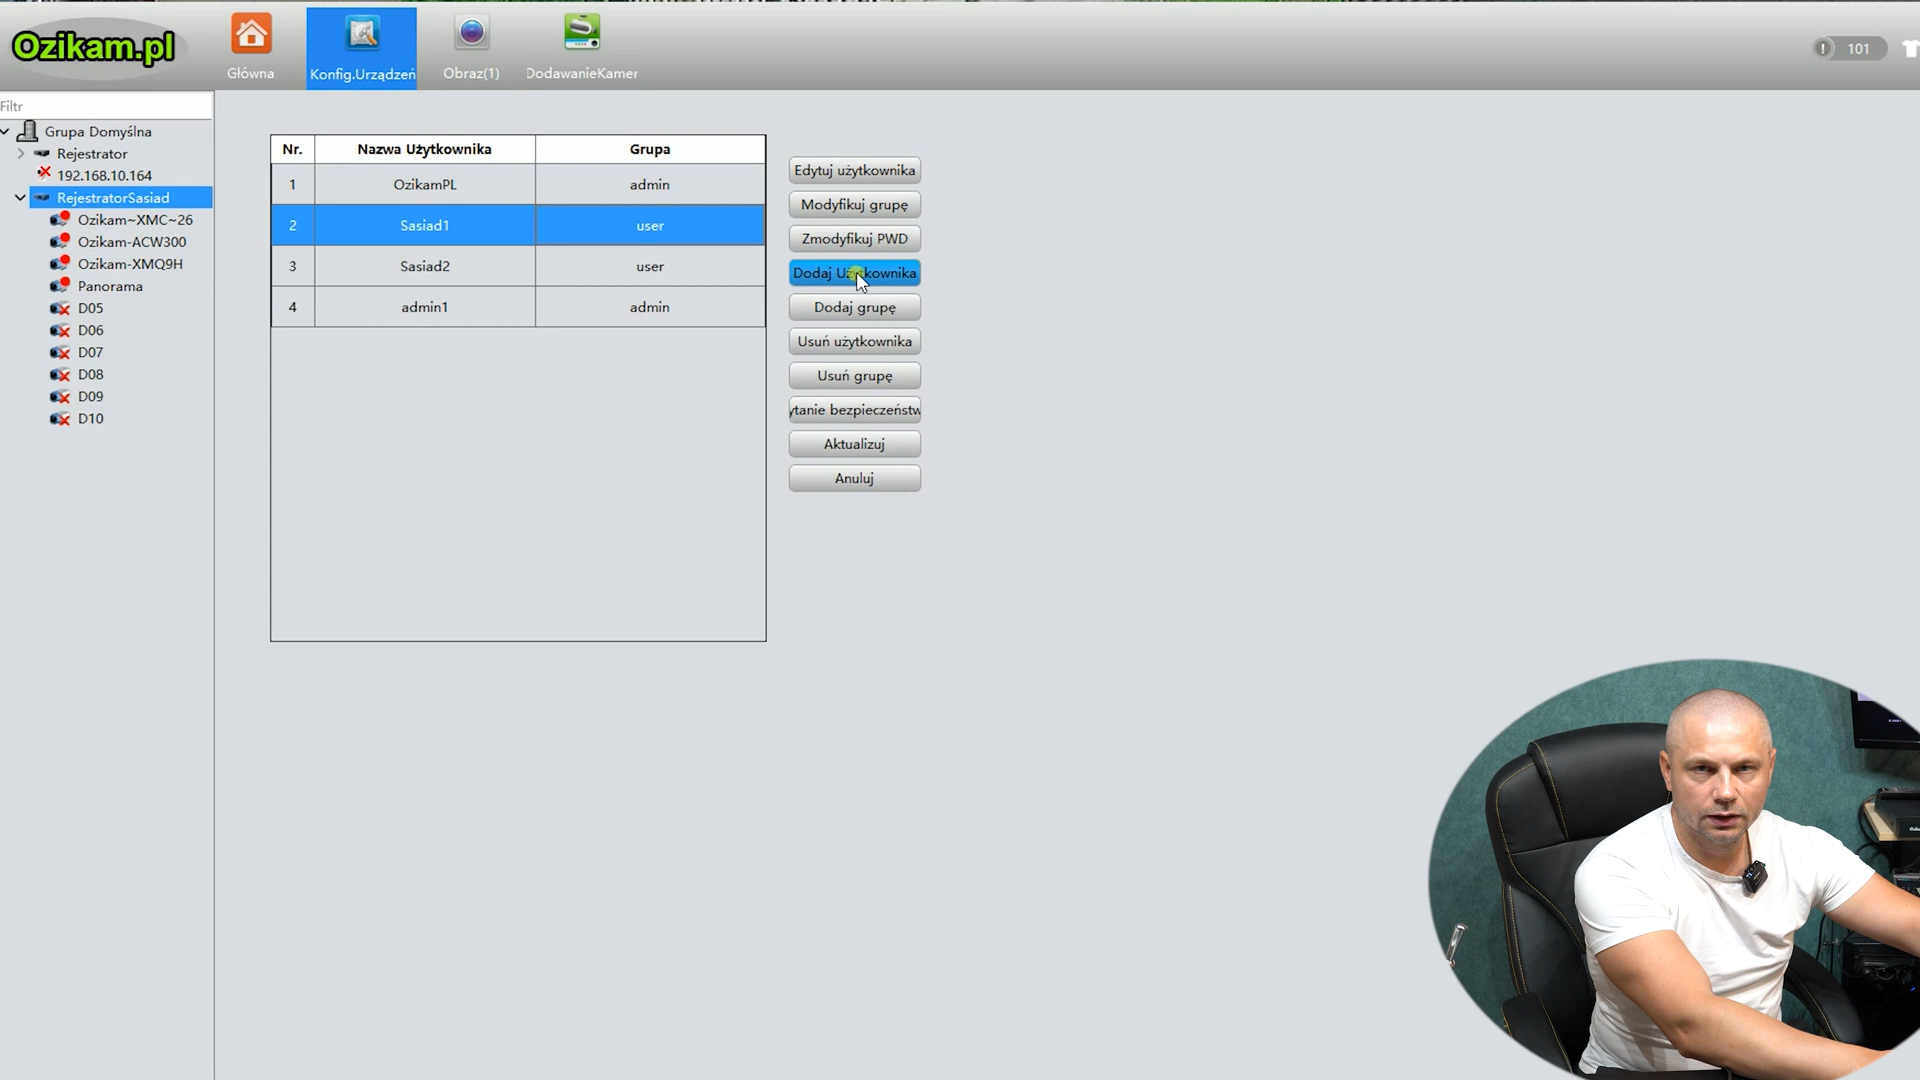 Ozikam.pl
Główna
Konfig.Urządzeń
Obraz(1)
DodawanieKamer
101
Filtr
Grupa Domyślna
Rejestrator
192.168.10.164
RejestratorSasiad
Ozikam~XMC~26
Ozikam-ACW300
Ozikam-XMQ9H
Panorama
D05
D06
D07
D08
D09
D10
Nr. Nazwa Użytkownika Grupa
1 OzikamPL admin
2 Sasiad1 user
3 Sasiad2 user
4 admin1 admin
Edytuj użytkownika
Modyfikuj grupę
Zmodyfikuj PWD
Dodaj Użytkownika
Dodaj grupę
Usuń użytkownika
Usuń grupę
ytanie bezpieczeństw
Aktualizuj
Anuluj